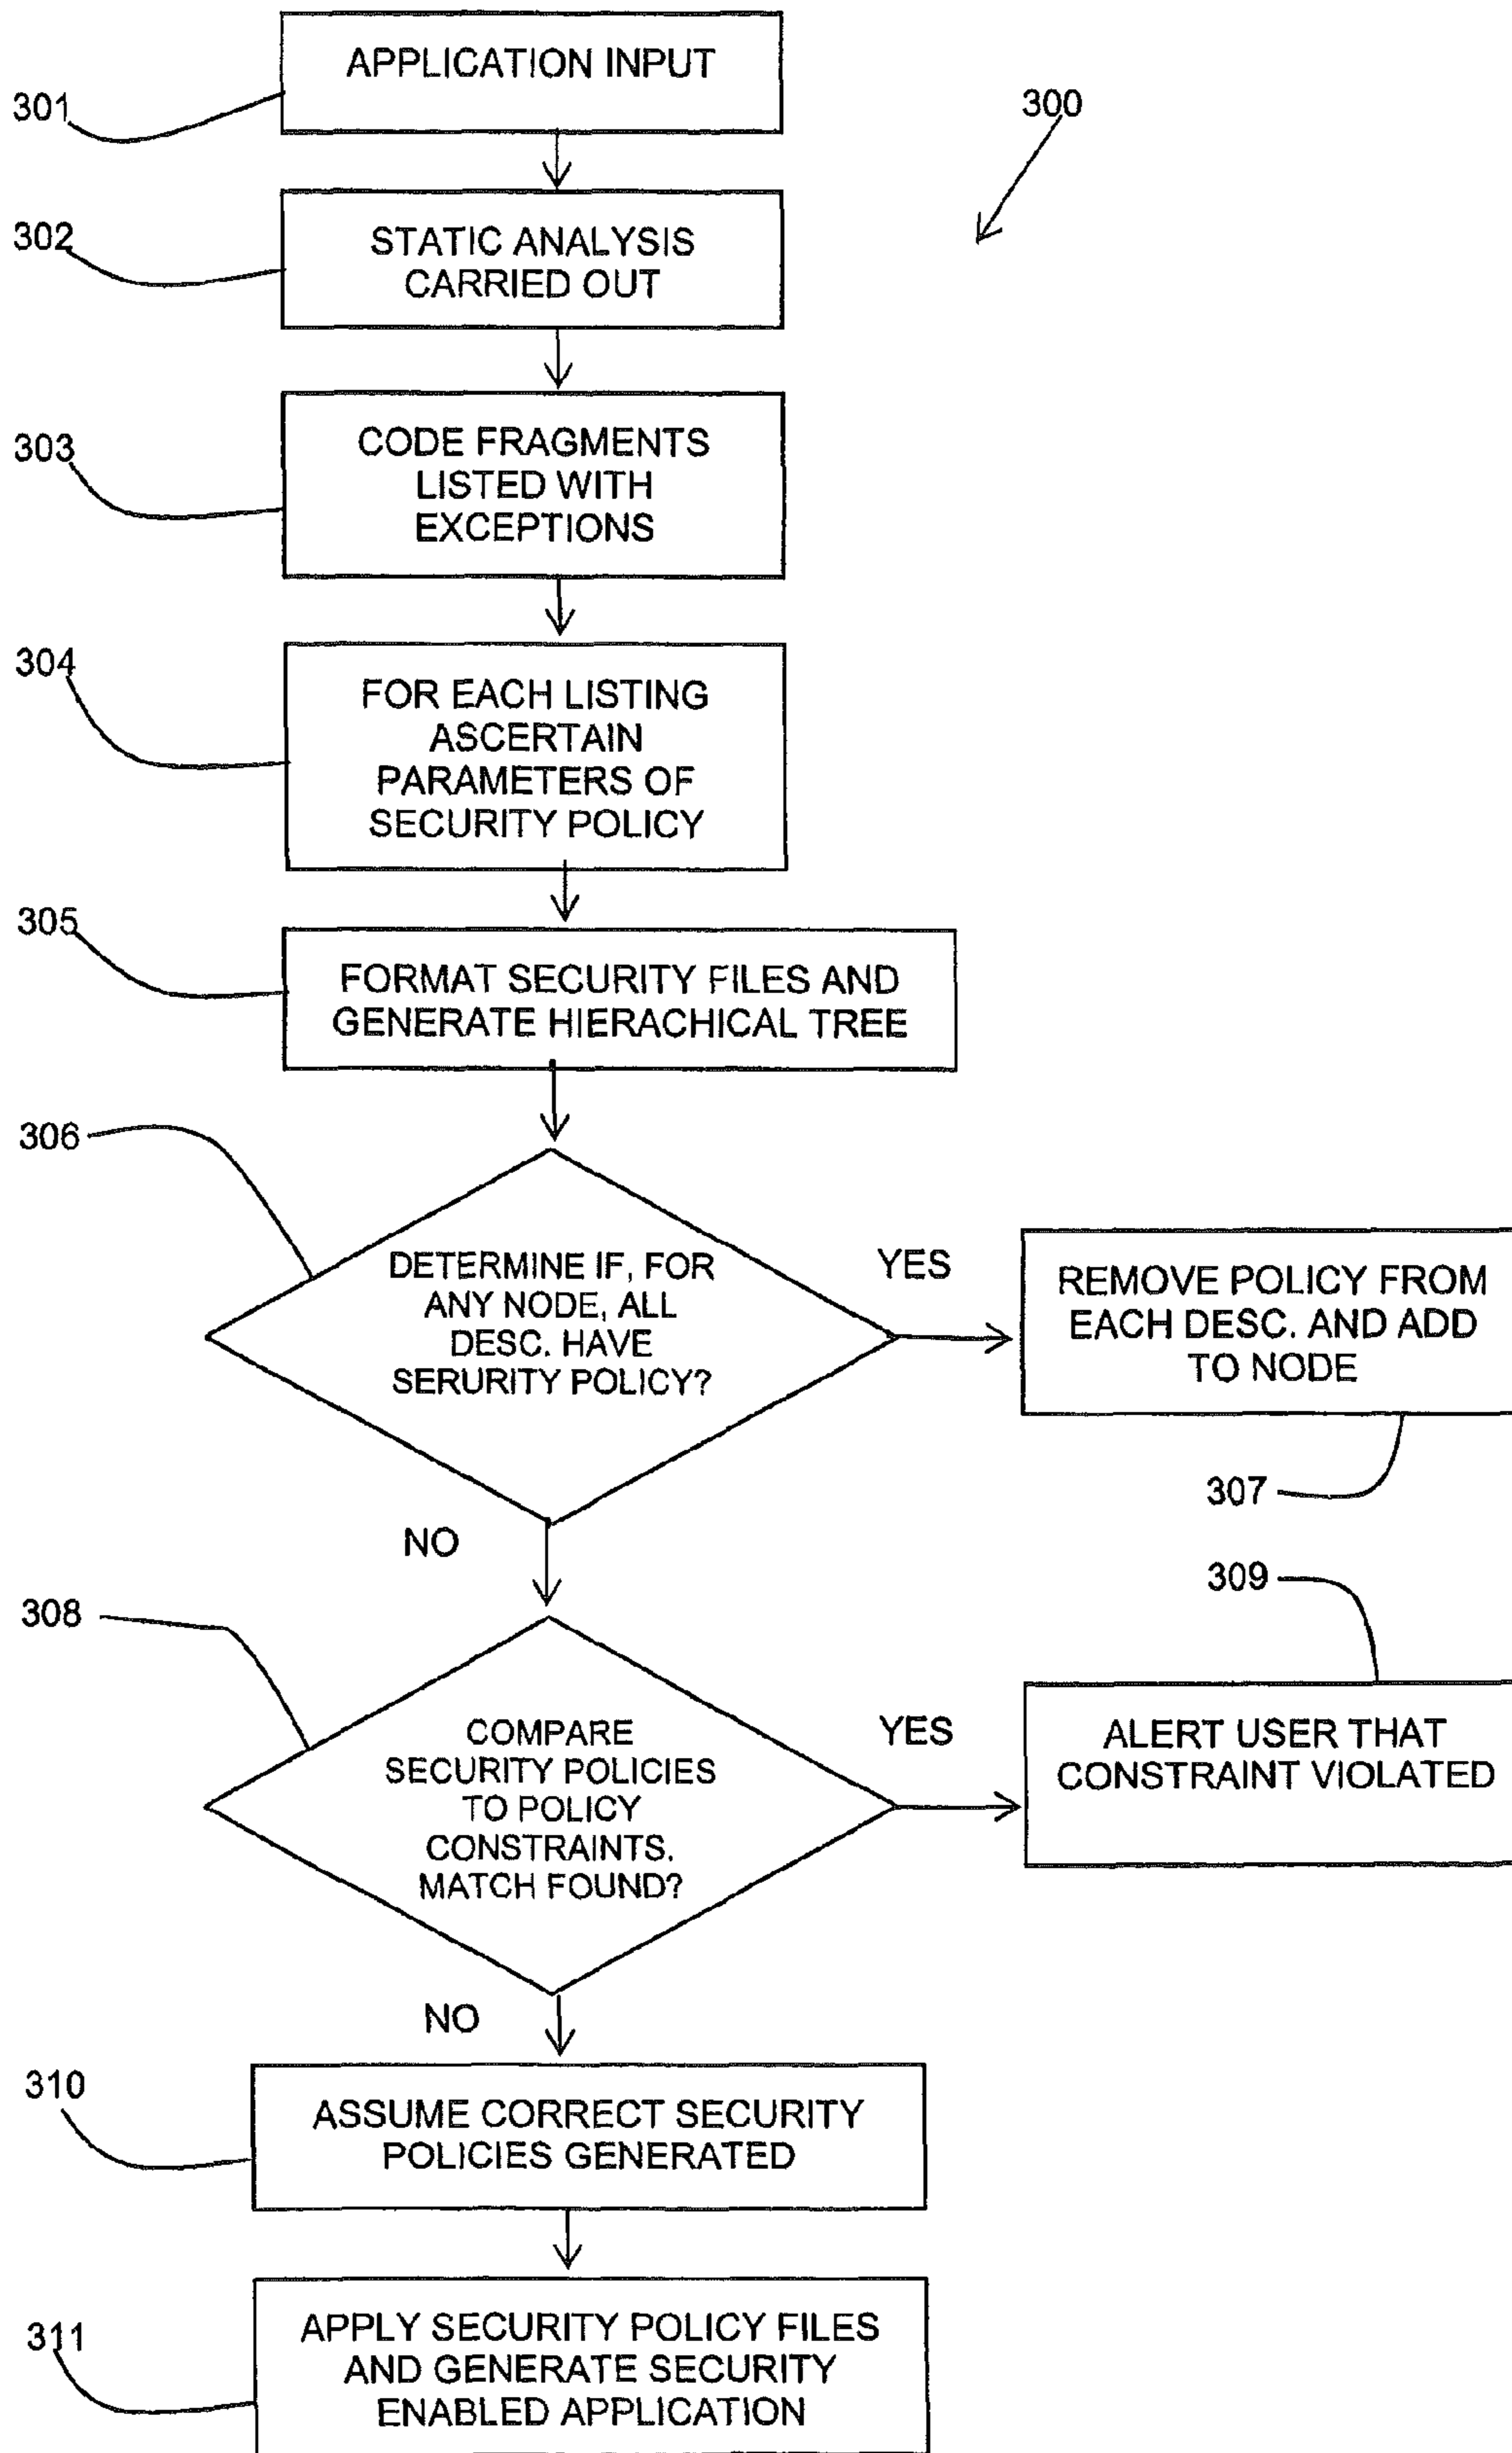 APPLICATION INPUT
301
300
302
STATIC ANALYSIS
CARRIED OUT
303
CODE FRAGMENTS
LISTED WITH
EXCEPTIONS
304
FOR EACH LISTING
ASCERTAIN
PARAMETERS OF
SECURITY POLICY
305
FORMAT SECURITY FILES AND
GENERATE HIERACHICAL TREE
306
DETERMINE IF, FOR
ANY NODE, ALL
DESC. HAVE
SERURITY POLICY?
YES
REMOVE POLICY FROM
EACH DESC. AND ADD
TO NODE
307
NO
308
COMPARE
SECURITY POLICIES
TO POLICY
CONSTRAINTS.
MATCH FOUND?
YES
309
ALERT USER THAT
CONSTRAINT VIOLATED
NO
310
ASSUME CORRECT SECURITY
POLICIES GENERATED
311
APPLY SECURITY POLICY FILES
AND GENERATE SECURITY
ENABLED APPLICATION